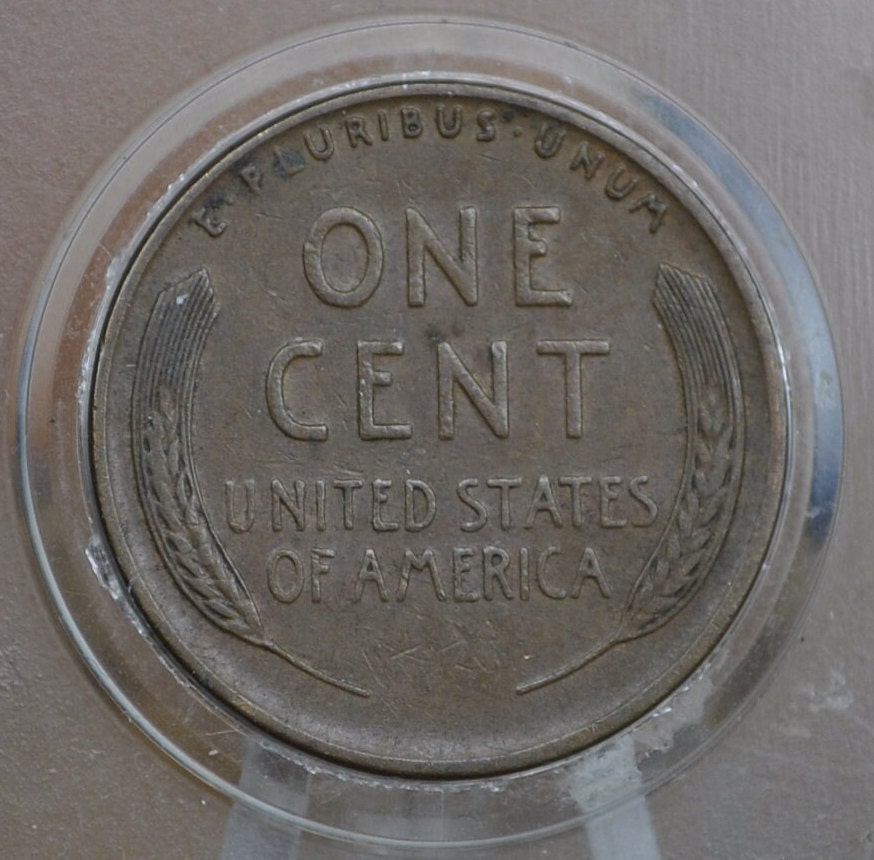 E·PLURIBUS·UNUM
ONE
CENT
UNITED STATES
OF AMERICA